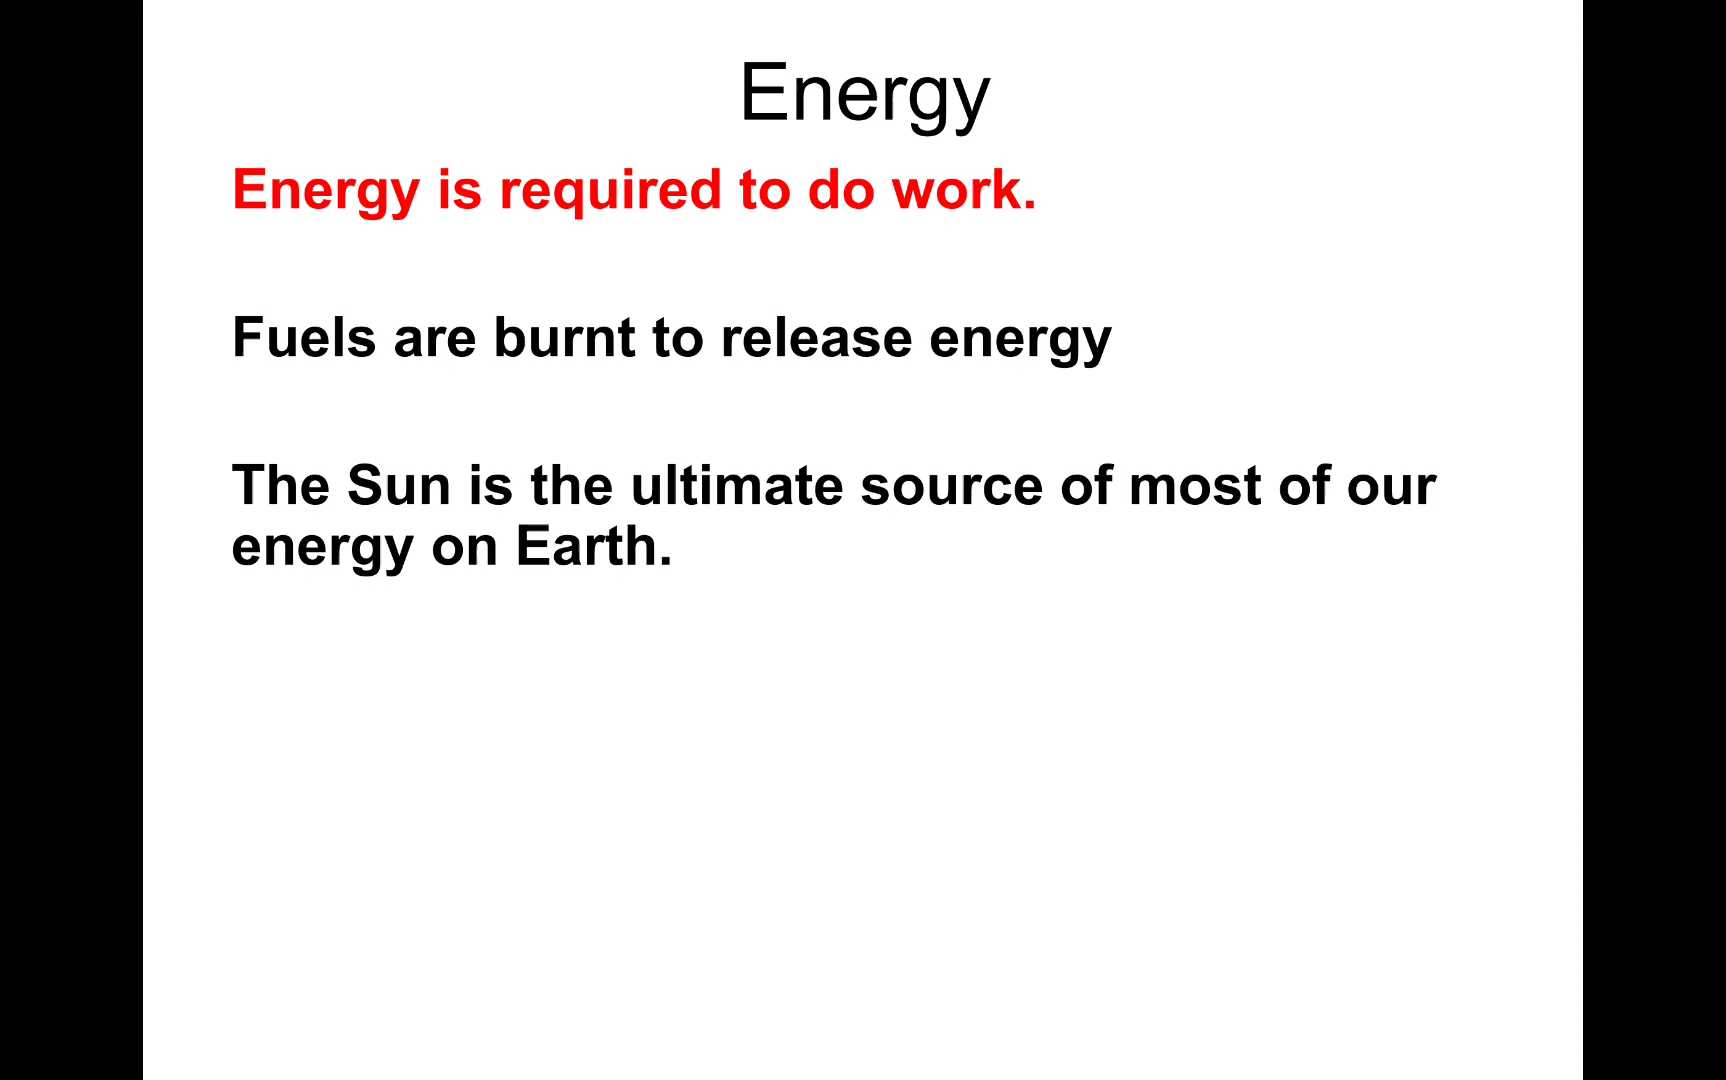 Energy
Energy is required to do work.
Fuels are burnt to release energy
The Sun is the ultimate source of most of our
energy on Earth.